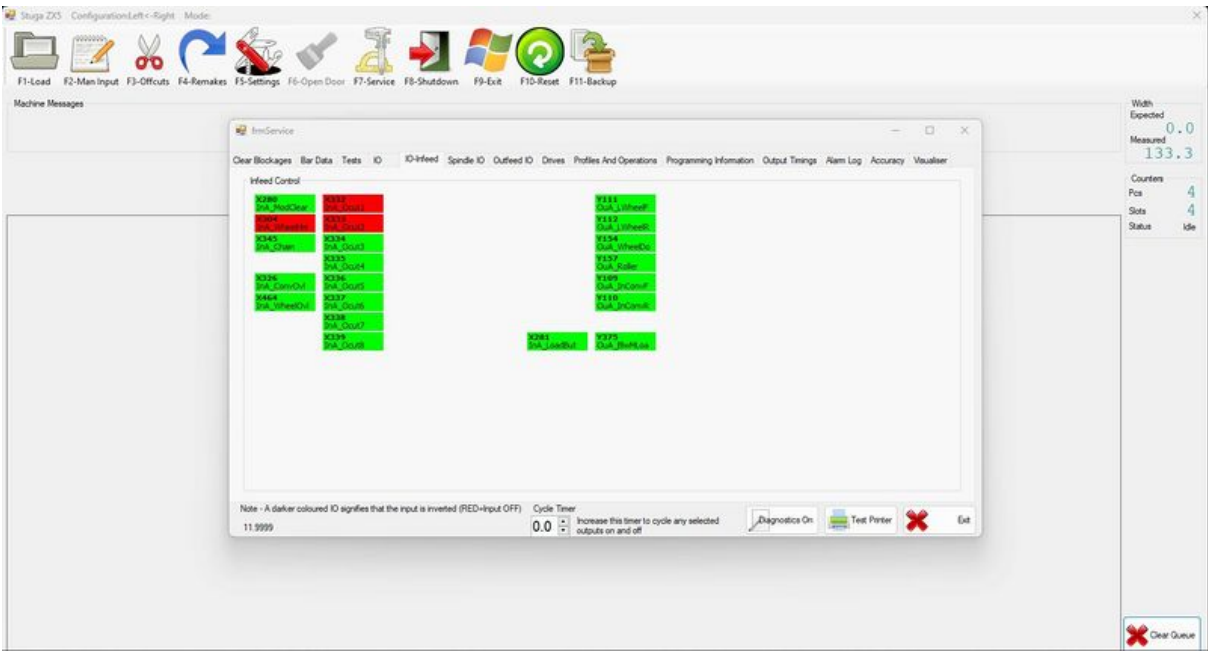 Stuga ZX5 Configuration:Left<-Right Mode:
F1-Load F2-Man Input F3-Offcuts F4-Remakes F5-Settings F6-Open Door F7-Service F8-Shutdown F9-Exit F10-Reset F11-Backup
Machine Messages
Width
Expected
0.0
Measured
133.3
Counters
Pcs 4
Slots 4
Status Idle
frmService
Clear Blockages Bar Data Tests IO IO-Infeed Spindle IO Outfeed IO Drives Profiles And Operations Programming Information Output Timings Alarm Log Accuracy Visualiser
Infeed Control
X280 X332 Y111
InA_ModClear InA_Ocut1 OuA_LWheelF
X304 X333 Y112
InA_Ocut2 OuA_LWheelR
X345 X334 Y154
InA_Chain InA_Ocut3 OuA_WheelDo
X335 Y157
InA_Ocut4 OuA_Roller
X326 X336 Y109
InA_ConvOvl InA_Ocut5 OuA_InConvF
X464 X337 Y110
InA_WheelOvl InA_Ocut6 OuA_InConvR
X338
InA_Ocut7
X339 X281 Y375
InA_Ocut8 InA_LoadBut
Note - A darker coloured IO signifies that the input is inverted (RED=Input OFF)
11.9999
Cycle Timer
0.0 Increase this timer to cycle any selected
outputs on and off
Diagnostics On Test Printer Exit
Clear Queue